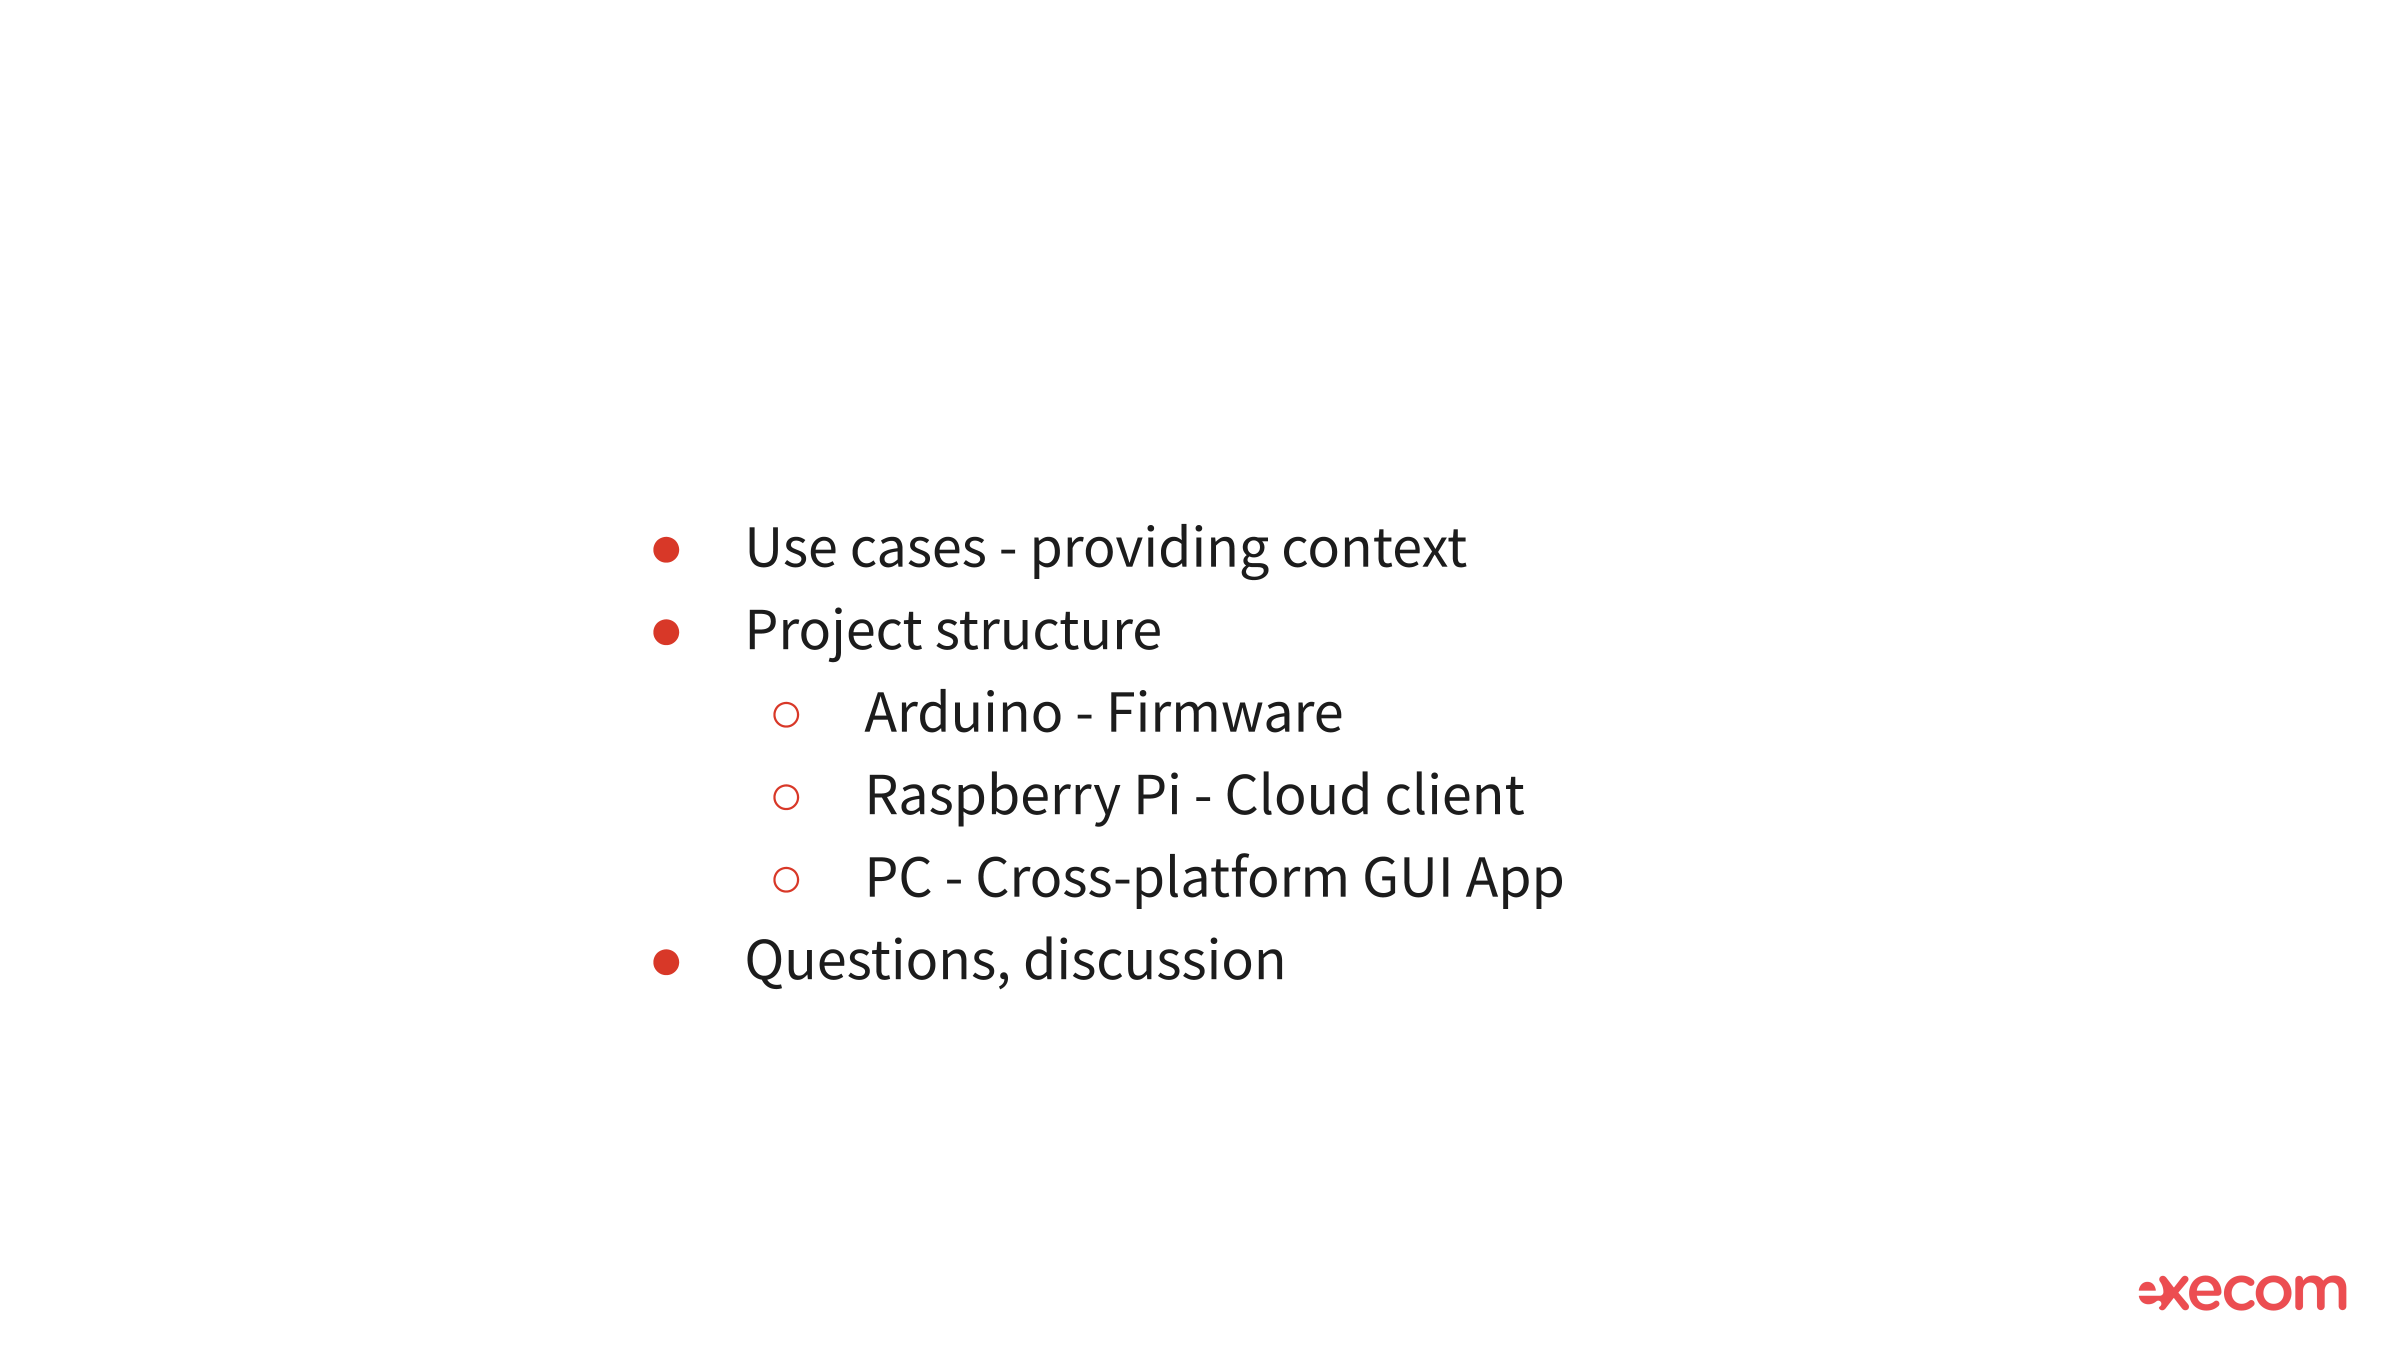 ● Use cases - providing context
● Project structure
○ Arduino - Firmware
○ Raspberry Pi - Cloud client
○ PC - Cross-platform GUI App
● Questions, discussion
execom